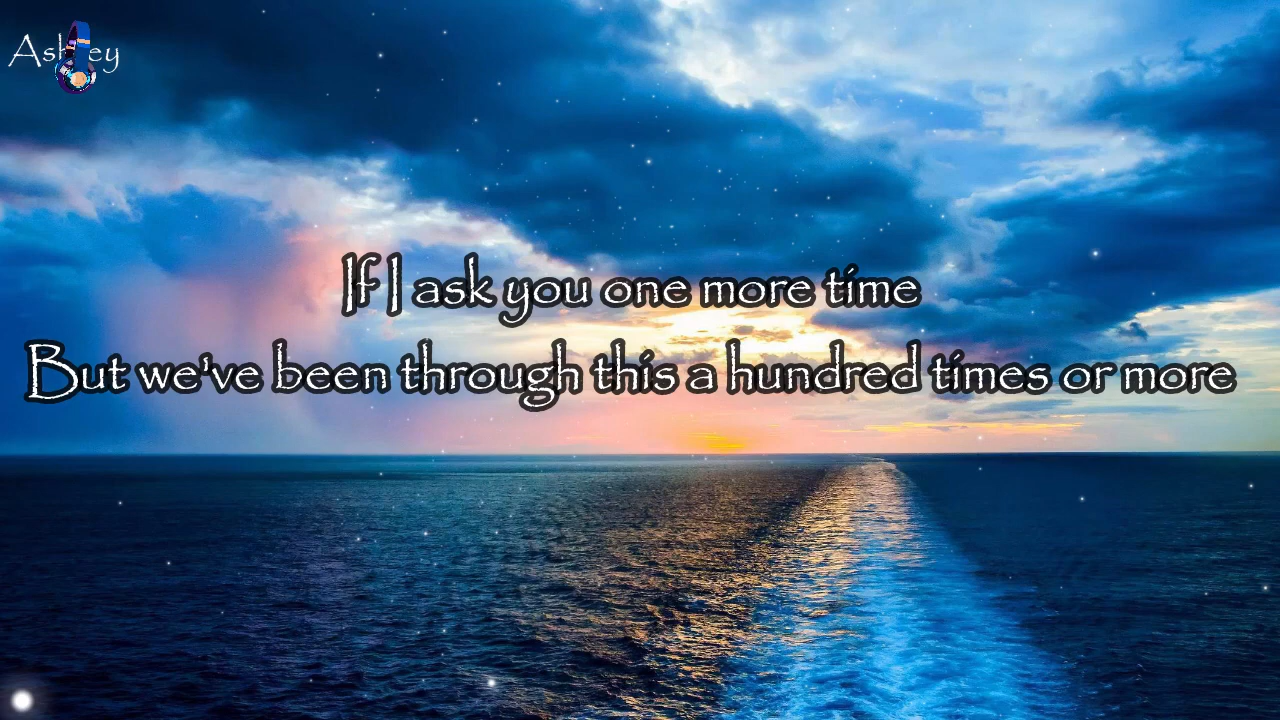 Ashley
If I ask you one more time
But we've been through this a hundred times or more